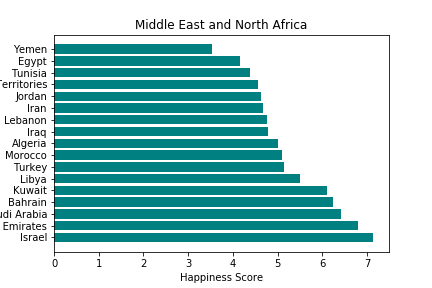 Middle East and North Africa
Yemen
Egypt
Tunisia
Territories
Jordan
Iran
Lebanon
Iraq
Algeria
Morocco
Turkey
Libya
Kuwait
Bahrain
udi Arabia
Emirates
Israel
0 1 2 3 4 5 6 7
Happiness Score